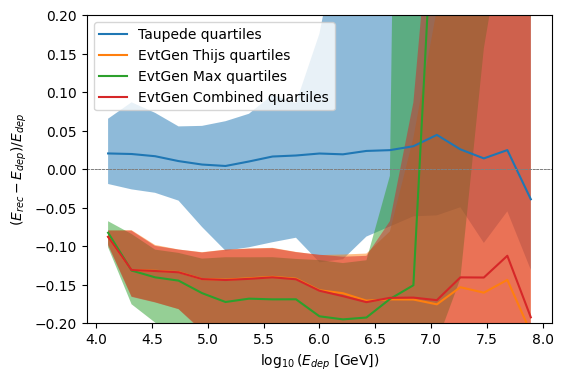 0.20
0.15
0.10
0.05
0.00
−0.05
−0.10
−0.15
−0.20
(E_rec − E_dep)/E_dep
Taupede quartiles
EvtGen Thijs quartiles
EvtGen Max quartiles
EvtGen Combined quartiles
4.0 4.5 5.0 5.5 6.0 6.5 7.0 7.5 8.0
log₁₀ (E_dep [GeV])